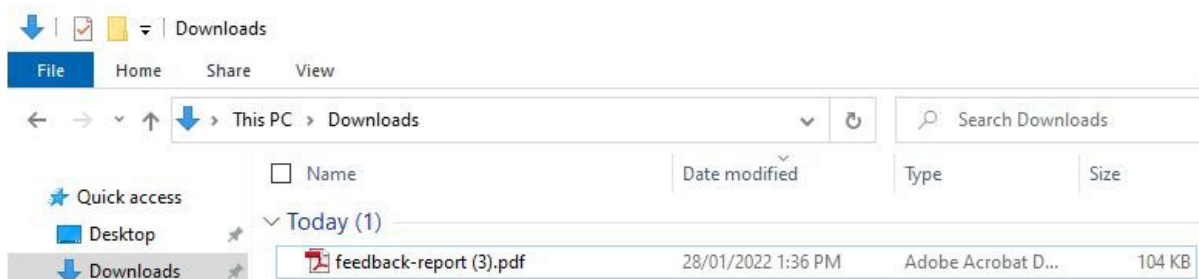 Downloads
File Home Share View
This PC > Downloads Search Downloads
Name Date modified Type Size
Quick access
Today (1)
Desktop
feedback-report (3).pdf 28/01/2022 1:36 PM Adobe Acrobat D... 104 KB
Downloads